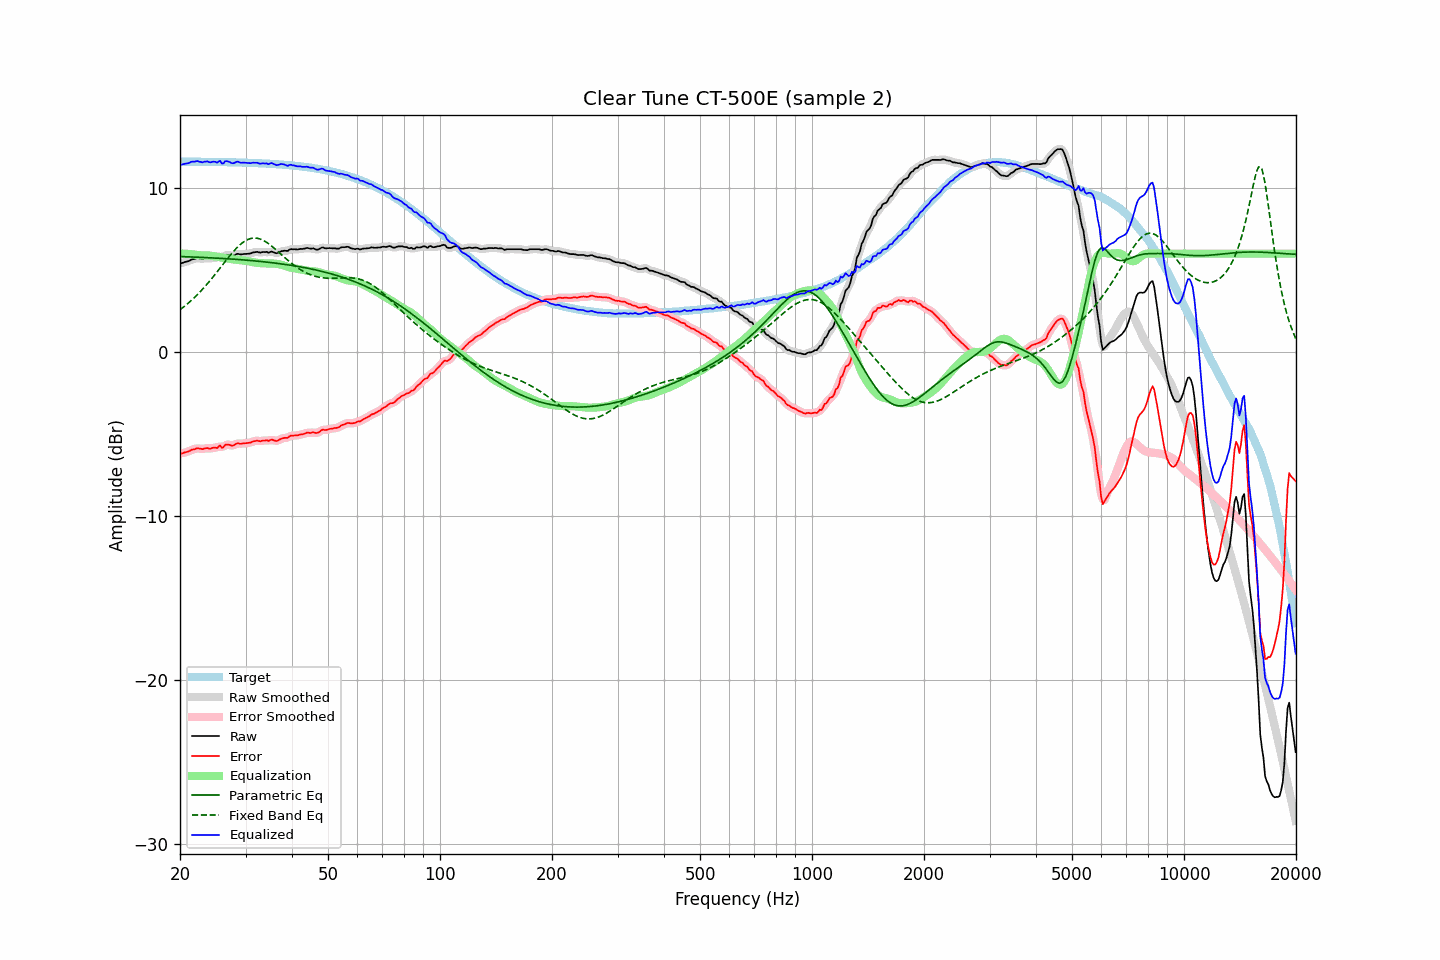 Clear Tune CT-500E (sample 2)
Amplitude (dBr)
10
0
−10
−20
−30
Target
Raw Smoothed
Error Smoothed
Raw
Error
Equalization
Parametric Eq
Fixed Band Eq
Equalized
20 50 100 200 500 1000 2000 5000 10000 20000
Frequency (Hz)